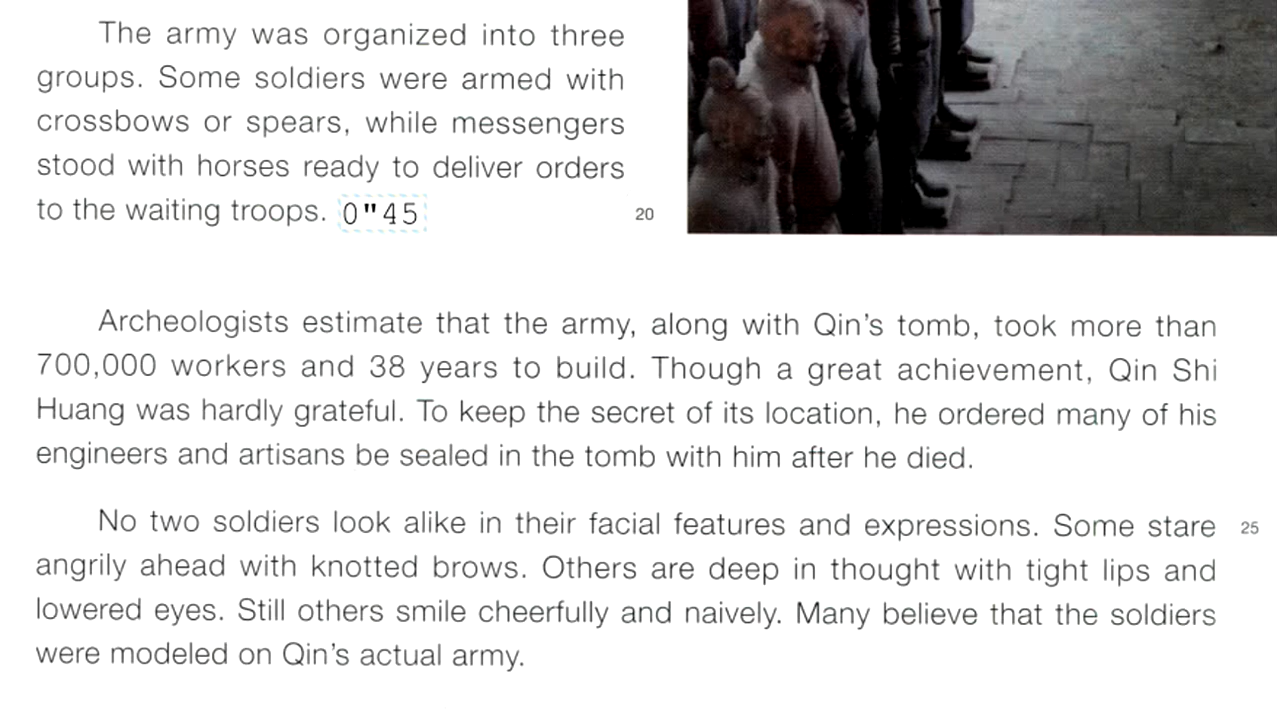 The army was organized into three
groups. Some soldiers were armed with
crossbows or spears, while messengers
stood with horses ready to deliver orders
to the waiting troops. 0"45
20
Archeologists estimate that the army, along with Qin's tomb, took more than
700,000 workers and 38 years to build. Though a great achievement, Qin Shi
Huang was hardly grateful. To keep the secret of its location, he ordered many of his
engineers and artisans be sealed in the tomb with him after he died.
No two soldiers look alike in their facial features and expressions. Some stare
25
angrily ahead with knotted brows. Others are deep in thought with tight lips and
lowered eyes. Still others smile cheerfully and naively. Many believe that the soldiers
were modeled on Qin's actual army.